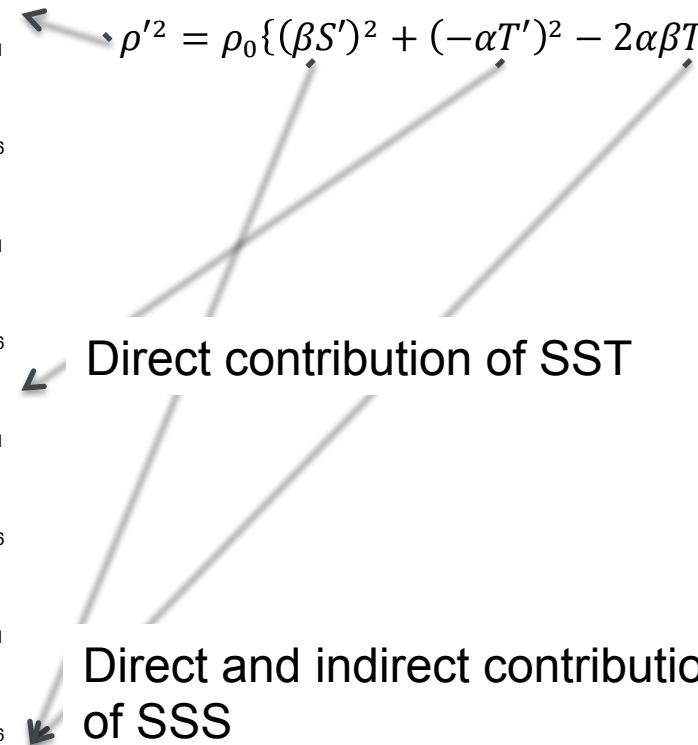 ρ′² = ρ₀{(βS′)² + (−αT′)² − 2αβT
Direct contribution of SST
Direct and indirect contributio
of SSS